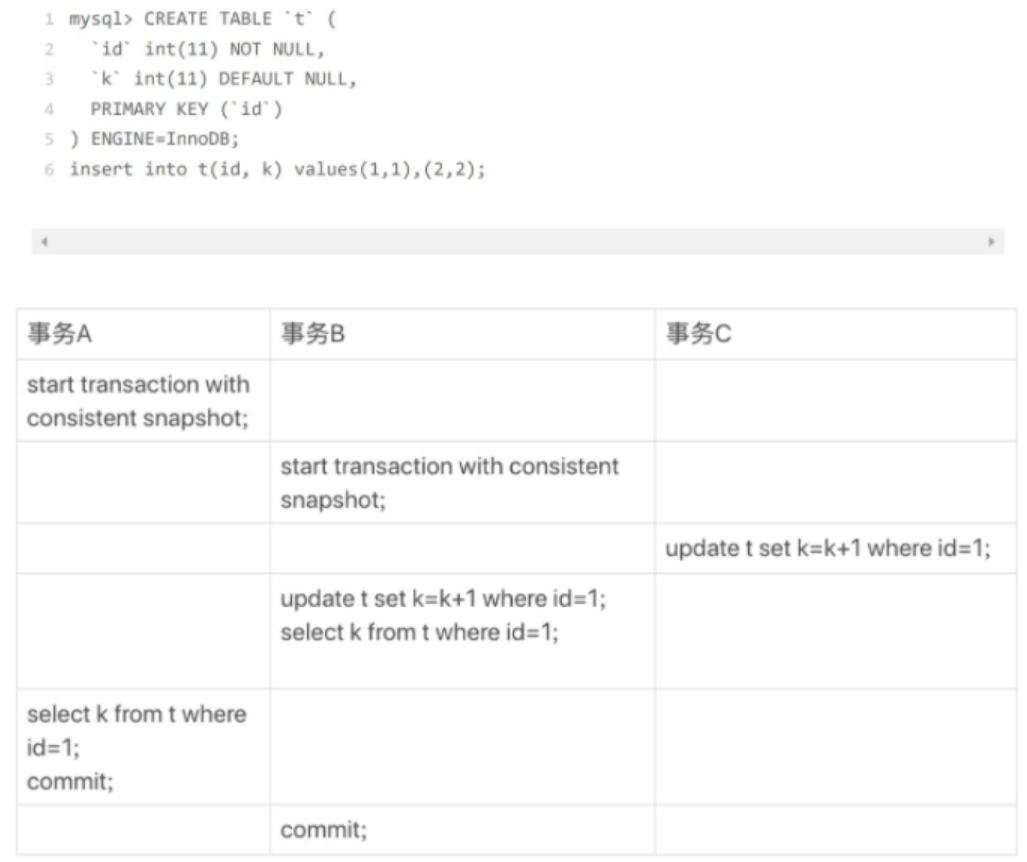 1 mysql> CREATE TABLE `t` (
2 `id` int(11) NOT NULL,
3 `k` int(11) DEFAULT NULL,
4 PRIMARY KEY (`id`)
5 ) ENGINE=InnoDB;
6 insert into t(id, k) values(1,1),(2,2);
事务A 事务B 事务C
start transaction with
consistent snapshot;
start transaction with consistent
snapshot;
update t set k=k+1 where id=1;
update t set k=k+1 where id=1;
select k from t where id=1;
select k from t where
id=1;
commit;
commit;